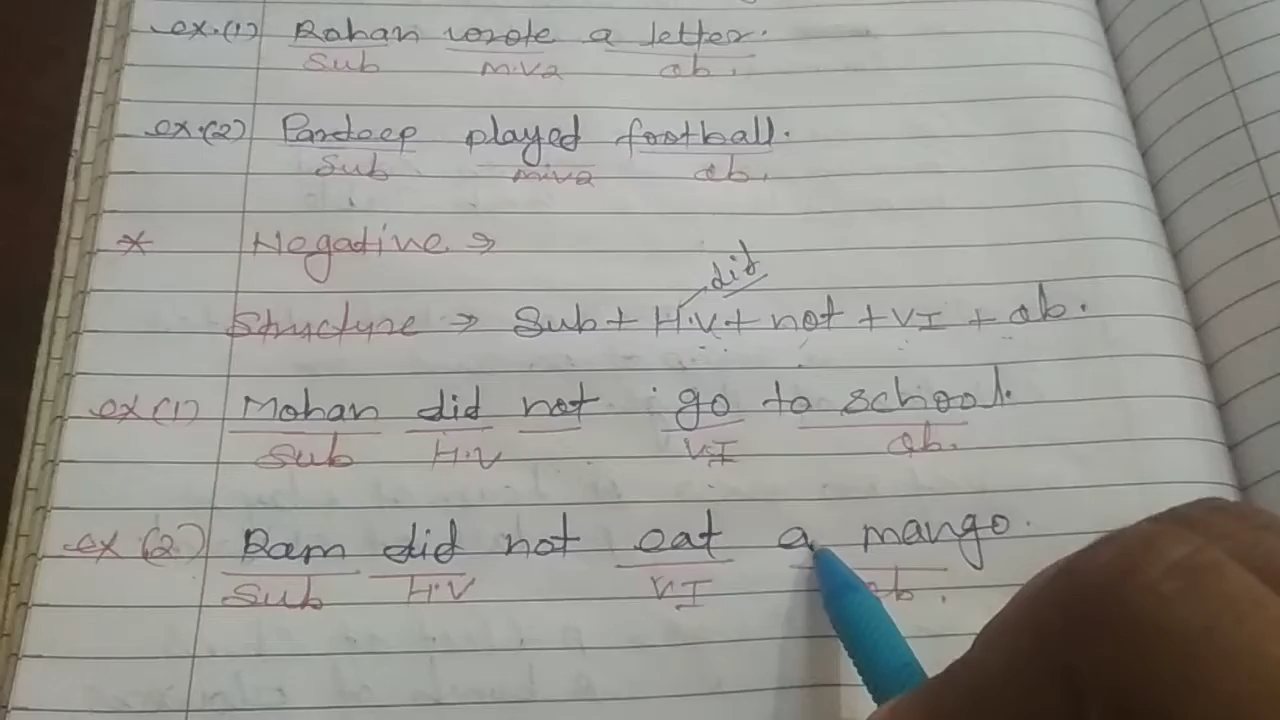 ex.(1) Rohan wrote a letter.
Sub M.V2 ob.
ex.(2) Pardeep played football.
Sub M.V2 ob.
* Negative →
did
Structure → Sub + H.V + not + VI + ob.
ex (1) Mohan did not go to school.
Sub H.V VI ob.
ex (2) Ram did not eat a mango.
Sub H.V VI ob.